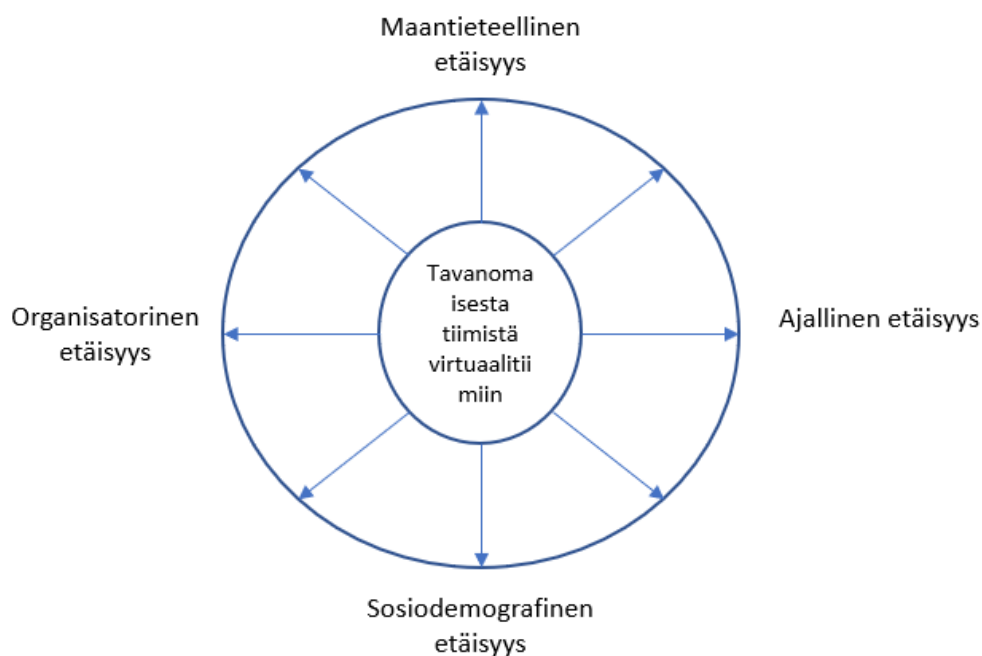 Maantieteellinen
etäisyys
Tavanoma
isesta
tiimistä
virtuaalitii
miin
Organisatorinen
etäisyys
Ajallinen etäisyys
Sosiodemografinen
etäisyys